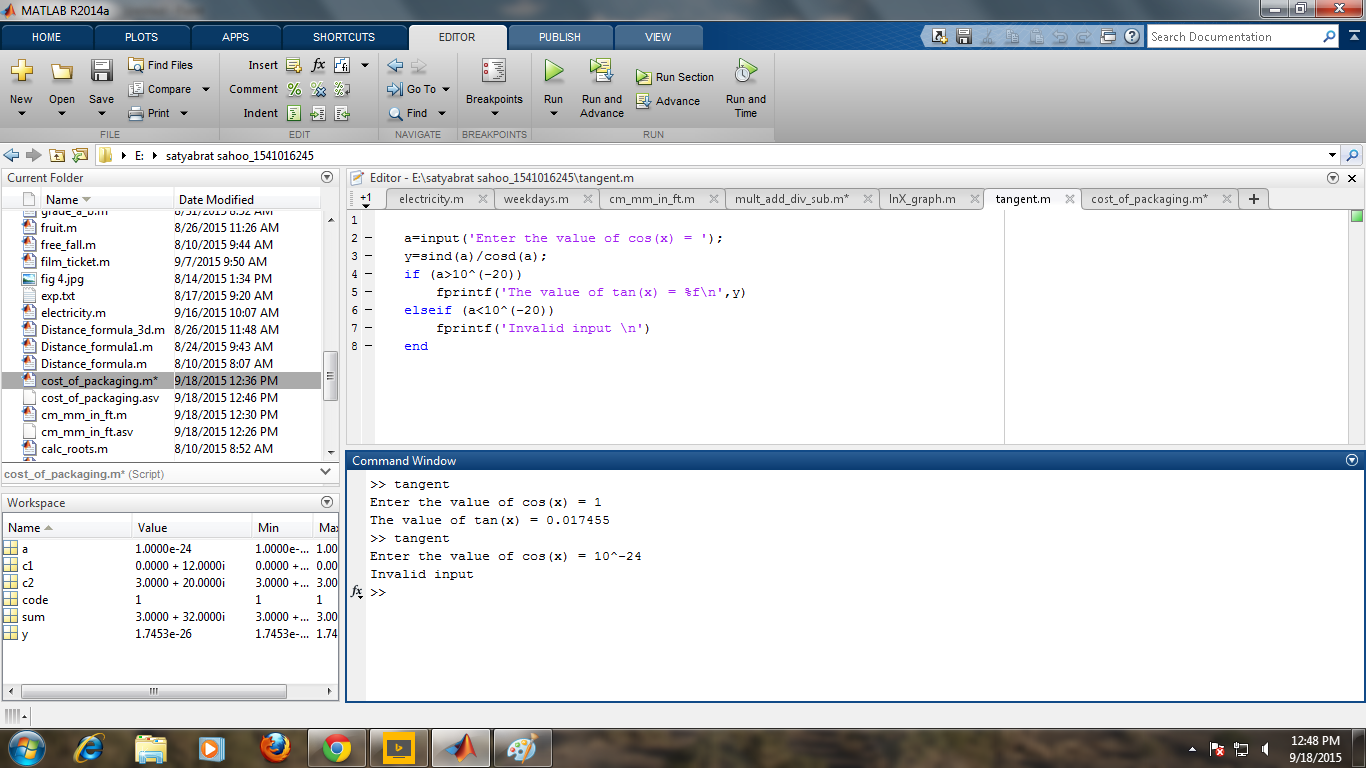 MATLAB R2014a
HOME PLOTS APPS SHORTCUTS EDITOR PUBLISH VIEW
Search Documentation
New Open Save Find Files Compare Print
Insert fx Comment Indent
Go To Find
Breakpoints
Run Run and Advance Run Section Advance Run and Time
FILE EDIT NAVIGATE BREAKPOINTS RUN
E: satyabrat sahoo_1541016245
Current Folder
Name Date Modified
grade_a_b.m 8/31/2015 8:52 AM
fruit.m 8/26/2015 11:26 AM
free_fall.m 8/10/2015 9:44 AM
film_ticket.m 9/7/2015 9:50 AM
fig 4.jpg 8/14/2015 1:34 PM
exp.txt 8/17/2015 9:20 AM
electricity.m 9/16/2015 10:07 AM
Distance_formula_3d.m 8/26/2015 11:48 AM
Distance_formula1.m 8/24/2015 9:43 AM
Distance_formula.m 8/10/2015 8:07 AM
cost_of_packaging.m* 9/18/2015 12:36 PM
cost_of_packaging.asv 9/18/2015 12:46 PM
cm_mm_in_ft.m 9/18/2015 12:30 PM
cm_mm_in_ft.asv 9/18/2015 12:26 PM
calc_roots.m 8/10/2015 8:52 AM
cost_of_packaging.m* (Script)
Workspace
Name Value Min Max
a 1.0000e-24 1.0000e-... 1.00
c1 0.0000 + 12.0000i 0.0000 +... 0.00
c2 3.0000 + 20.0000i 3.0000 +... 3.00
code 1 1 1
sum 3.0000 + 32.0000i 3.0000 +... 3.00
y 1.7453e-26 1.7453e-... 1.74
Editor - E:\satyabrat sahoo_1541016245\tangent.m
+1 electricity.m weekdays.m cm_mm_in_ft.m mult_add_div_sub.m* lnX_graph.m tangent.m cost_of_packaging.m* +
1
2 – a=input('Enter the value of cos(x) = ');
3 – y=sind(a)/cosd(a);
4 – if (a>10^(-20))
5 – fprintf('The value of tan(x) = %f\n',y)
6 – elseif (a<10^(-20))
7 – fprintf('Invalid input \n')
8 – end
Command Window
>> tangent
Enter the value of cos(x) = 1
The value of tan(x) = 0.017455
>> tangent
Enter the value of cos(x) = 10^-24
Invalid input
fx >>
12:48 PM
9/18/2015